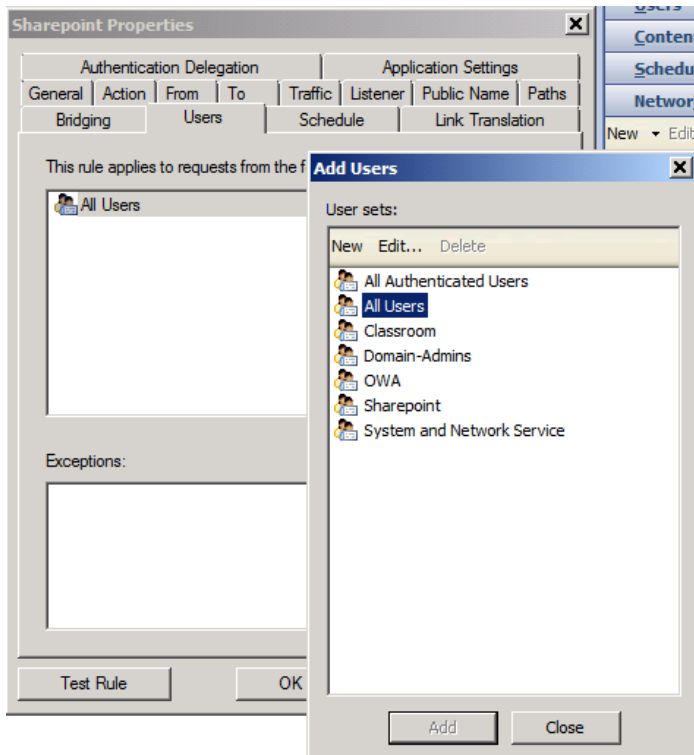 Sharepoint Properties
Authentication Delegation Application Settings
General Action From To Traffic Listener Public Name Paths
Bridging Users Schedule Link Translation
This rule applies to requests from the f
All Users
Exceptions:
Test Rule OK
Add Users
User sets:
New Edit... Delete
All Authenticated Users
All Users
Classroom
Domain-Admins
OWA
Sharepoint
System and Network Service
Add Close
Users
Conten
Schedu
Networ
New Edit